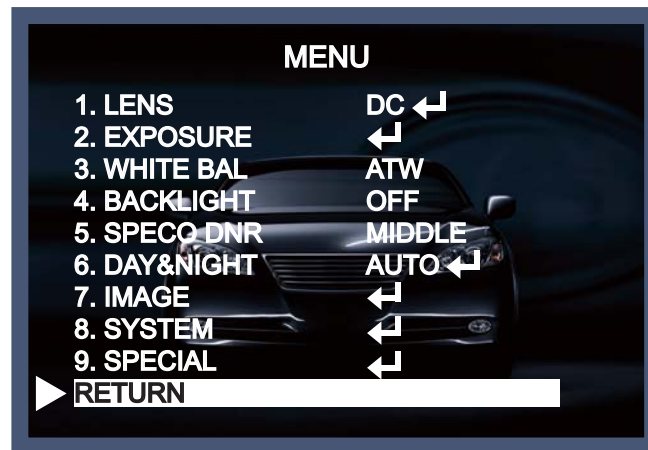 MENU
1. LENS DC ↵
2. EXPOSURE ↵
3. WHITE BAL ATW
4. BACKLIGHT OFF
5. SPECO DNR MIDDLE
6. DAY&NIGHT AUTO ↵
7. IMAGE ↵
8. SYSTEM ↵
9. SPECIAL ↵
RETURN